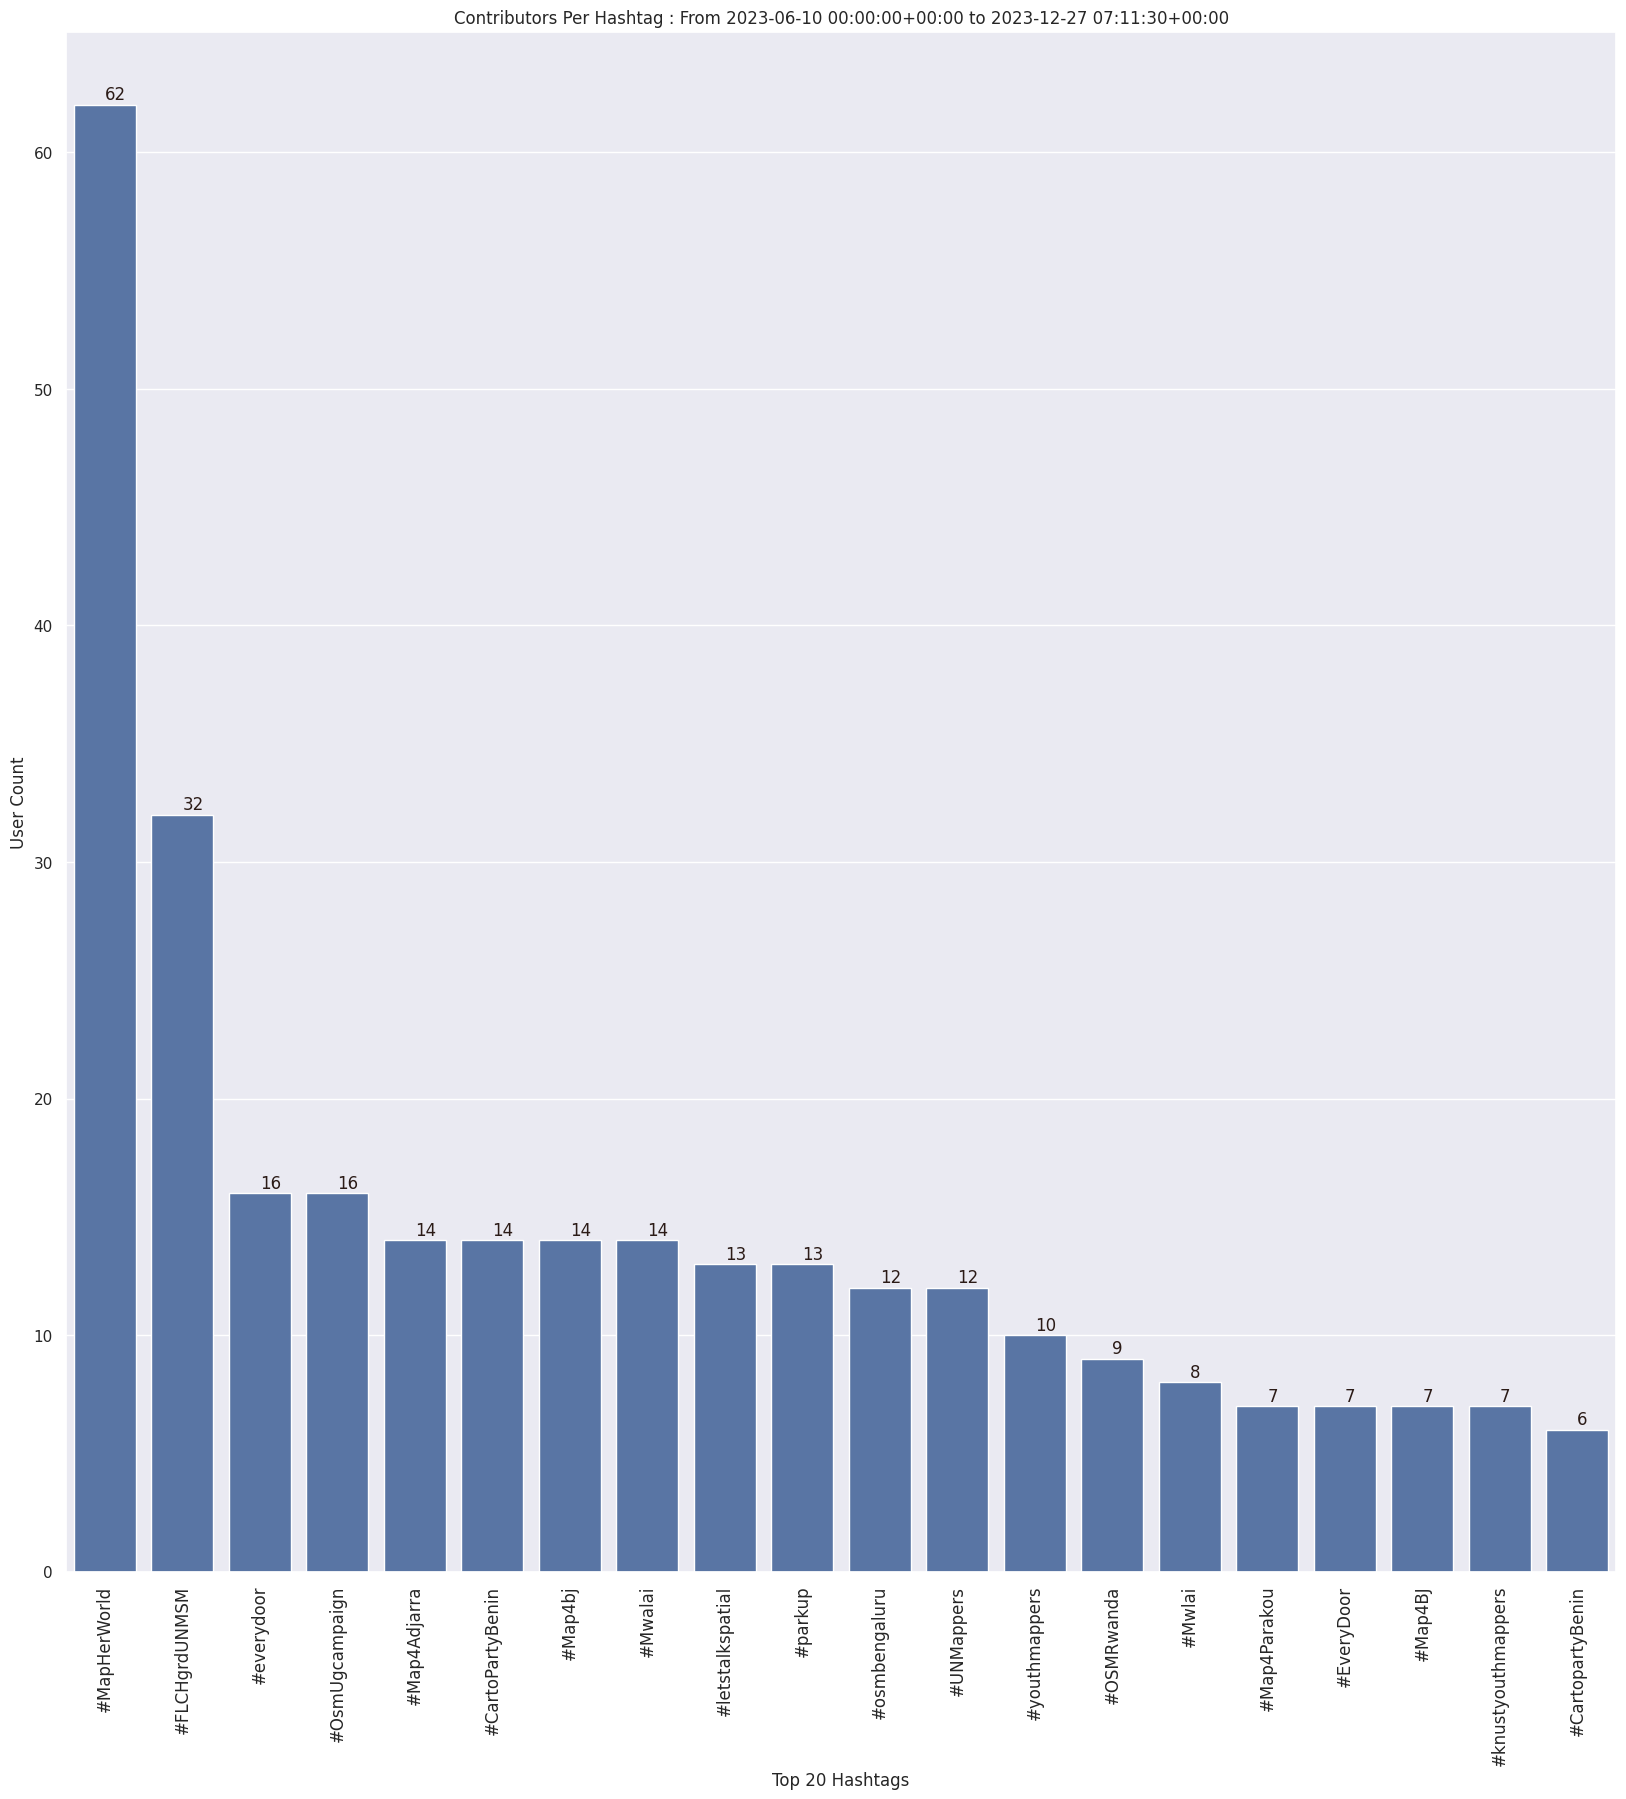 Contributors Per Hashtag : From 2023-06-10 00:00:00+00:00 to 2023-12-27 07:11:30+00:00
User Count
60
50
40
30
20
10
0
62
32
16
16
14
14
14
14
13
13
12
12
10
9
8
7
7
7
7
6
#MapHerWorld
#FLCHgrdUNMSM
#everydoor
#OsmUgcampaign
#Map4Adjarra
#CartoPartyBenin
#Map4bj
#Mwalai
#letstalkspatial
#parkup
#osmbengaluru
#UNMappers
#youthmappers
#OSMRwanda
#Mwlai
#Map4Parakou
#EveryDoor
#Map4BJ
#knustyouthmappers
#CartopartyBenin
Top 20 Hashtags